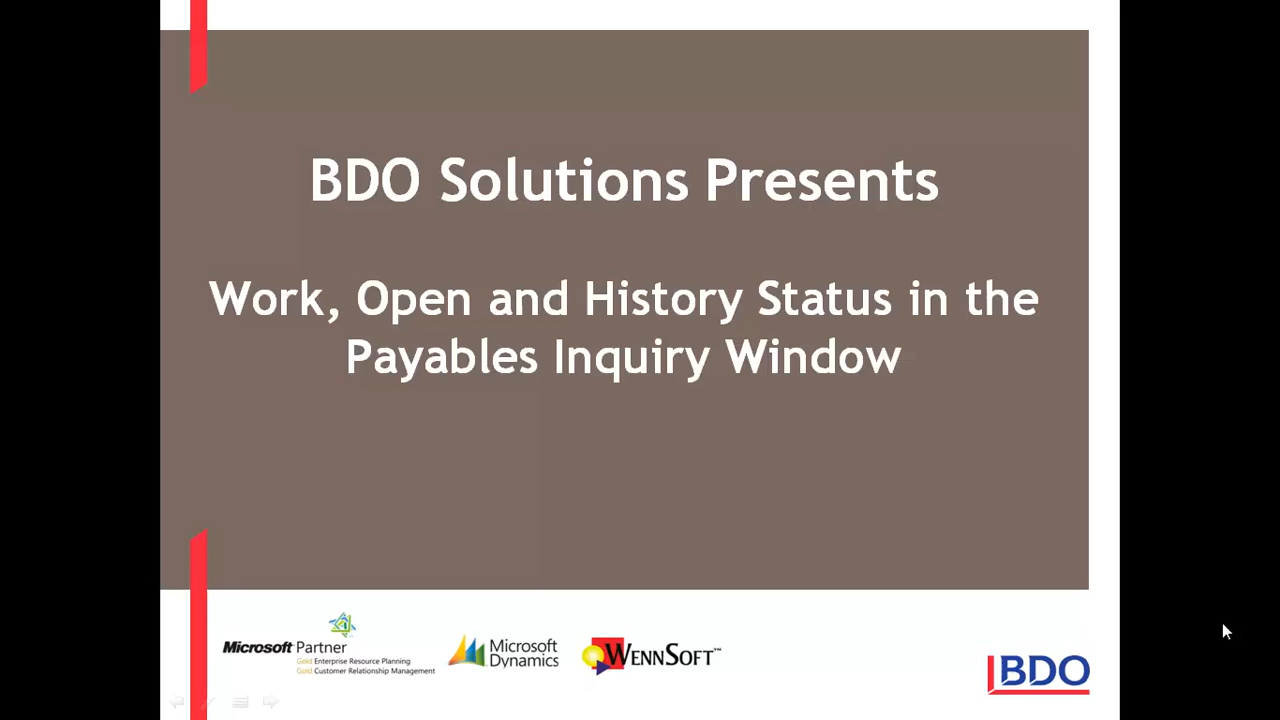 BDO Solutions Presents
Work, Open and History Status in the
Payables Inquiry Window
Microsoft Partner
Gold Enterprise Resource Planning
Gold Customer Relationship Management
Microsoft Dynamics
WENNSOFT™
BDO